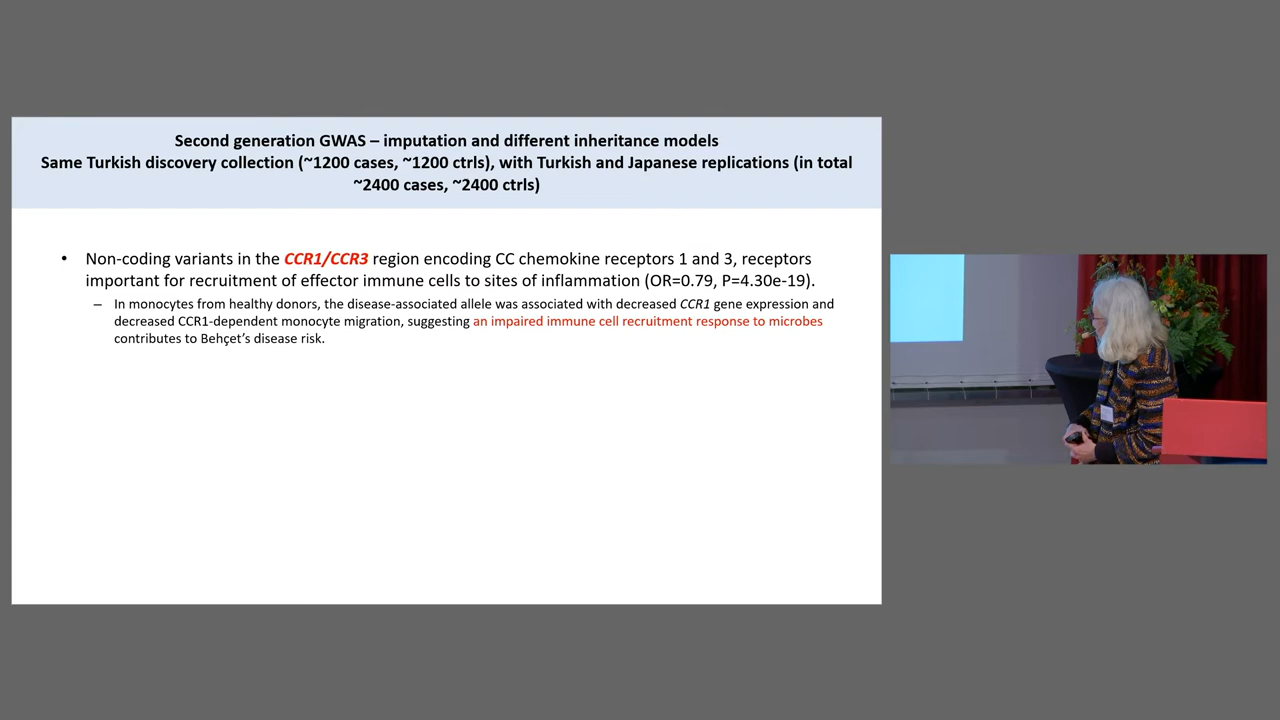 Second generation GWAS – imputation and different inheritance models
Same Turkish discovery collection (~1200 cases, ~1200 ctrls), with Turkish and Japanese replications (in total
~2400 cases, ~2400 ctrls)
• Non-coding variants in the CCR1/CCR3 region encoding CC chemokine receptors 1 and 3, receptors
important for recruitment of effector immune cells to sites of inflammation (OR=0.79, P=4.30e-19).
– In monocytes from healthy donors, the disease-associated allele was associated with decreased CCR1 gene expression and
decreased CCR1-dependent monocyte migration, suggesting an impaired immune cell recruitment response to microbes
contributes to Behçet's disease risk.